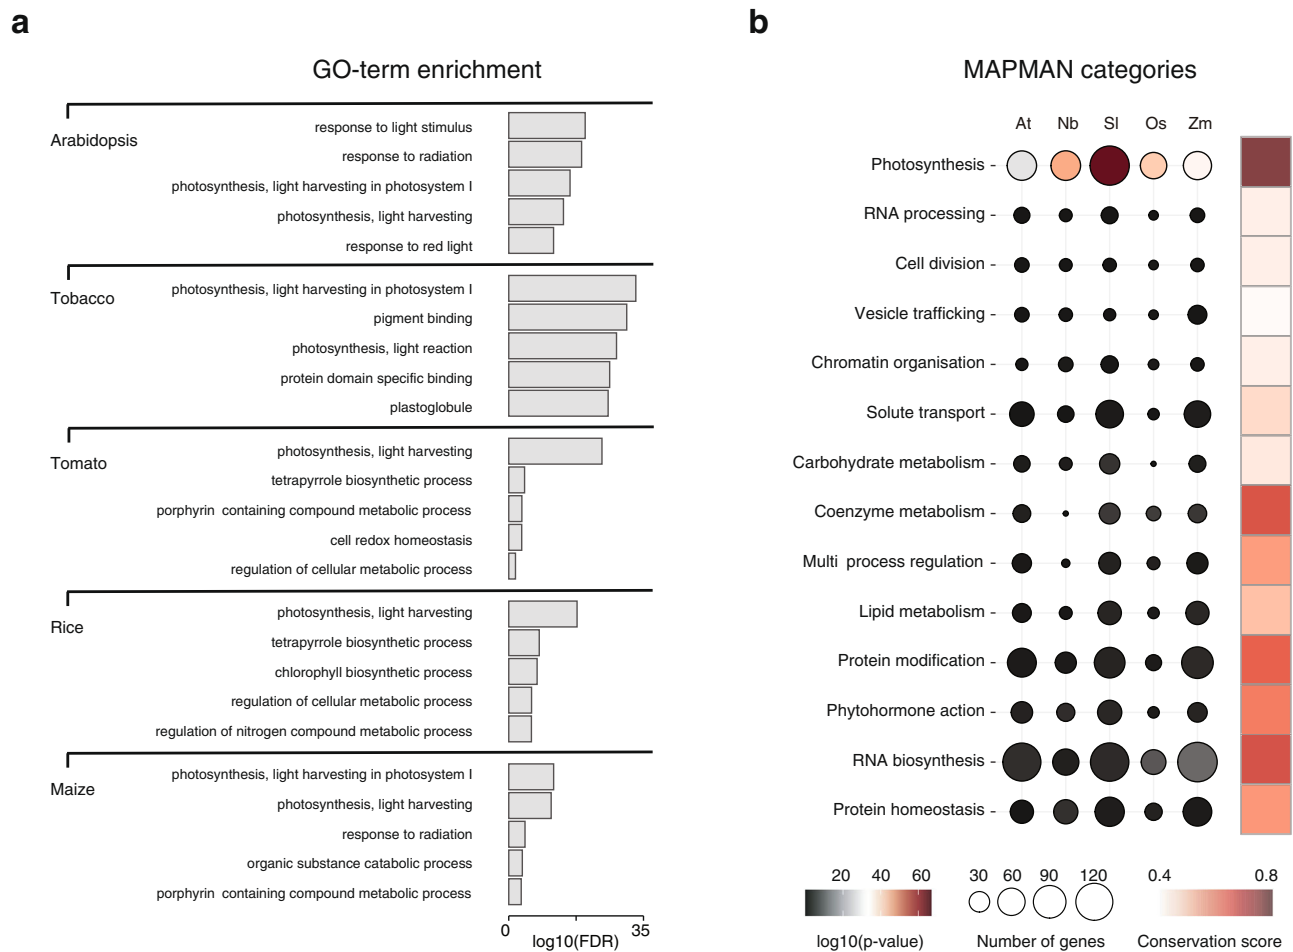 a
GO-term enrichment
Arabidopsis
response to light stimulus
response to radiation
photosynthesis, light harvesting in photosystem I
photosynthesis, light harvesting
response to red light
Tobacco
photosynthesis, light harvesting in photosystem I
pigment binding
photosynthesis, light reaction
protein domain specific binding
plastoglobule
Tomato
photosynthesis, light harvesting
tetrapyrrole biosynthetic process
porphyrin containing compound metabolic process
cell redox homeostasis
regulation of cellular metabolic process
Rice
photosynthesis, light harvesting
tetrapyrrole biosynthetic process
chlorophyll biosynthetic process
regulation of cellular metabolic process
regulation of nitrogen compound metabolic process
Maize
photosynthesis, light harvesting in photosystem I
photosynthesis, light harvesting
response to radiation
organic substance catabolic process
porphyrin containing compound metabolic process
0 35
log10(FDR)
b
MAPMAN categories
At Nb Sl Os Zm
Photosynthesis
RNA processing
Cell division
Vesicle trafficking
Chromatin organisation
Solute transport
Carbohydrate metabolism
Coenzyme metabolism
Multi process regulation
Lipid metabolism
Protein modification
Phytohormone action
RNA biosynthesis
Protein homeostasis
20 40 60
log10(p-value)
30 60 90 120
Number of genes
0.4 0.8
Conservation score